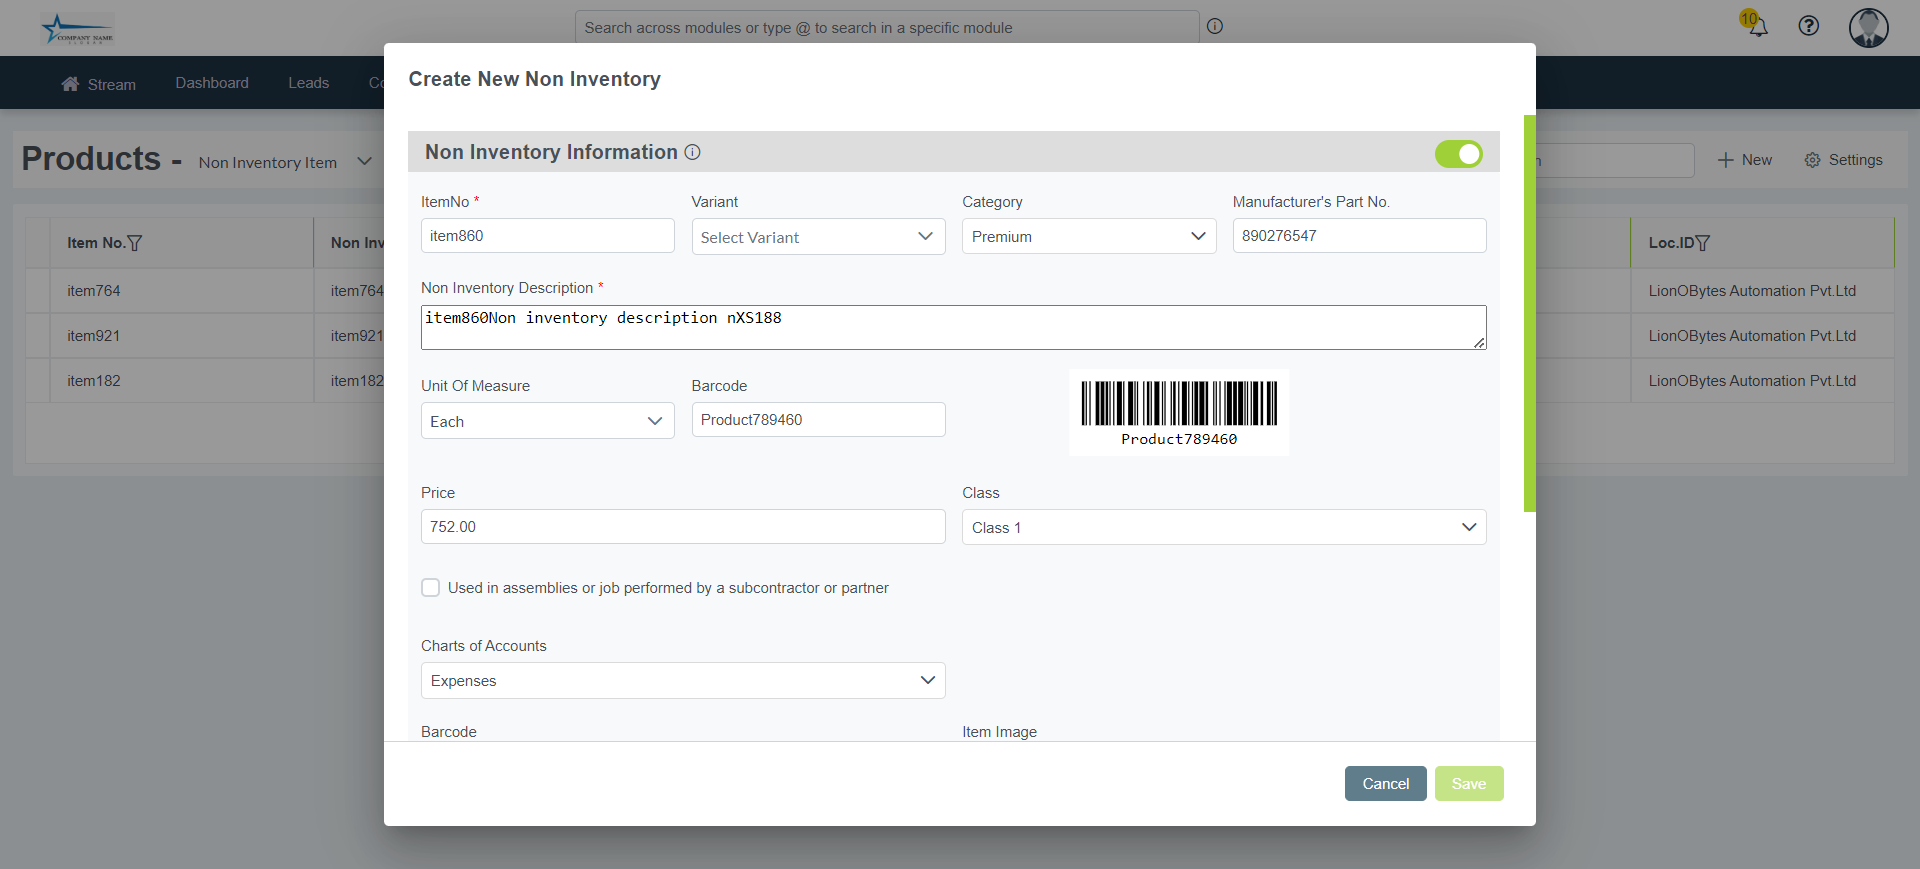 COMPANY NAME
Search across modules or type @ to search in a specific module
10
Stream
Dashboard
Leads
Co
Create New Non Inventory
Products -
Non Inventory Item
Non Inventory Information
New
Settings
ItemNo *
Variant
Category
Manufacturer's Part No.
item860
Select Variant
Premium
890276547
Item No.
Non Inv
Loc.ID
Non Inventory Description *
item764
item764
LionOBytes Automation Pvt.Ltd
item860Non inventory description nXS188
item921
item921
LionOBytes Automation Pvt.Ltd
item182
item182
LionOBytes Automation Pvt.Ltd
Unit Of Measure
Barcode
Each
Product789460
Product789460
Price
Class
752.00
Class 1
Used in assemblies or job performed by a subcontractor or partner
Charts of Accounts
Expenses
Barcode
Item Image
Cancel
Save